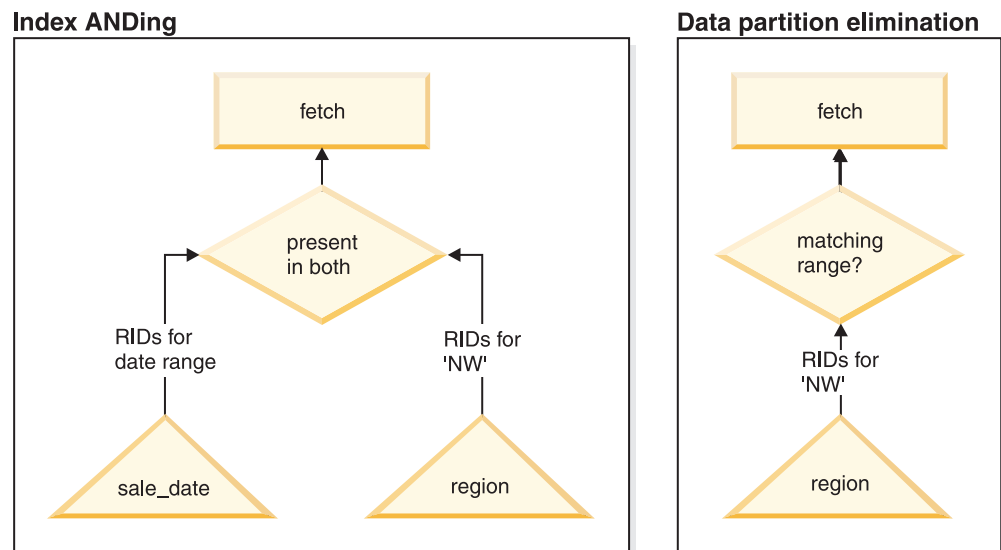 Index ANDing
fetch
present
in both
RIDs for
date range
RIDs for
'NW'
sale_date
region
Data partition elimination
fetch
matching
range?
RIDs for
'NW'
region